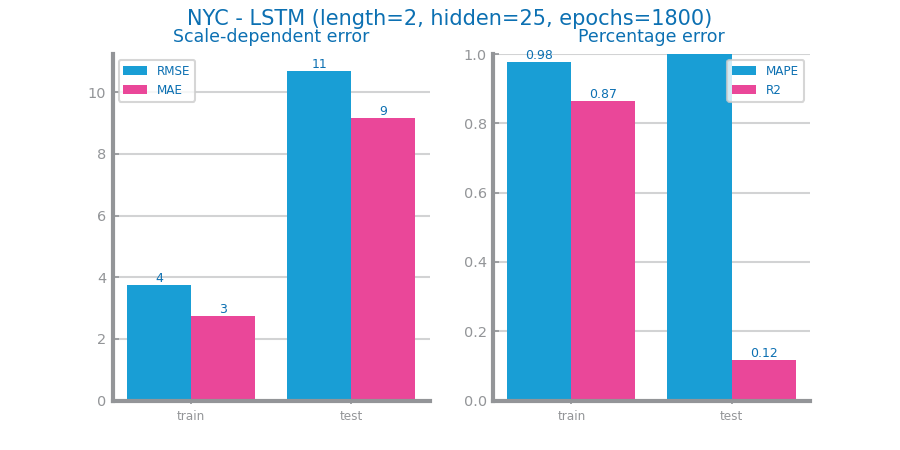 NYC - LSTM (length=2, hidden=25, epochs=1800)
Scale-dependent error
RMSE
MAE
10
8
6
4
2
0
4
3
11
9
train
test
Percentage error
MAPE
R2
1.0
0.8
0.6
0.4
0.2
0.0
0.98
0.87
0.12
train
test